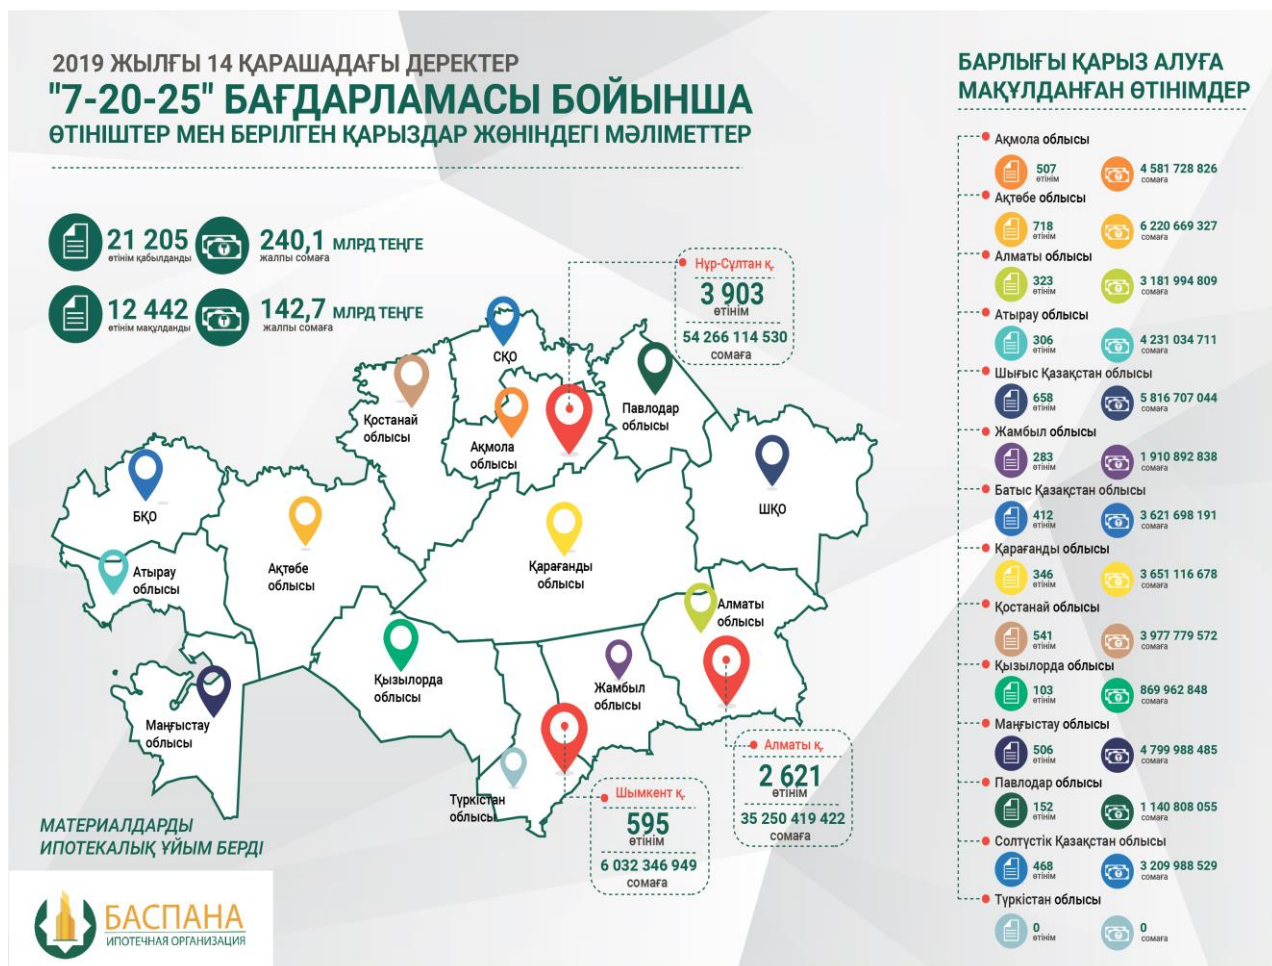 2019 ЖЫЛҒЫ 14 ҚАРАШАДАҒЫ ДЕРЕКТЕР
"7-20-25" БАҒДАРЛАМАСЫ БОЙЫНША
ӨТІНІШТЕР МЕН БЕРІЛГЕН ҚАРЫЗДАР ЖӨНІНДЕГІ МӘЛІМЕТТЕР
21 205
өтінім қабылданды
240,1 МЛРД ТЕҢГЕ
жалпы сомаға
12 442
өтінім мақұлданды
142,7 МЛРД ТЕҢГЕ
жалпы сомаға
Нұр-Сұлтан қ.
3 903
өтінім
54 266 114 530
сомаға
СҚО
Қостанай
облысы
Ақмола
облысы
Павлодар
облысы
БҚО
ШҚО
Атырау
облысы
Ақтөбе
облысы
Қарағанды
облысы
Алматы
облысы
Қызылорда
облысы
Жамбыл
облысы
Маңғыстау
облысы
Түркістан
облысы
Алматы қ.
2 621
өтінім
35 250 419 422
сомаға
Шымкент қ.
595
өтінім
6 032 346 949
сомаға
МАТЕРИАЛДАРДЫ
ИПОТЕКАЛЫҚ ҰЙЫМ БЕРДІ
БАСПАНА
ИПОТЕЧНАЯ ОРГАНИЗАЦИЯ
БАРЛЫҒЫ ҚАРЫЗ АЛУҒА
МАҚҰЛДАНҒАН ӨТІНІМДЕР
Ақмола облысы
507 4 581 728 826
өтінім сомаға
Ақтөбе облысы
718 6 220 669 327
өтінім сомаға
Алматы облысы
323 3 181 994 809
өтінім сомаға
Атырау облысы
306 4 231 034 711
өтінім сомаға
Шығыс Қазақстан облысы
658 5 816 707 044
өтінім сомаға
Жамбыл облысы
283 1 910 892 838
өтінім сомаға
Батыс Қазақстан облысы
412 3 621 698 191
өтінім сомаға
Қарағанды облысы
346 3 651 116 678
өтінім сомаға
Қостанай облысы
541 3 977 779 572
өтінім сомаға
Қызылорда облысы
103 869 962 848
өтінім сомаға
Маңғыстау облысы
506 4 799 988 485
өтінім сомаға
Павлодар облысы
152 1 140 808 055
өтінім сомаға
Солтүстік Қазақстан облысы
468 3 209 988 529
өтінім сомаға
Түркістан облысы
0 0
өтінім сомаға